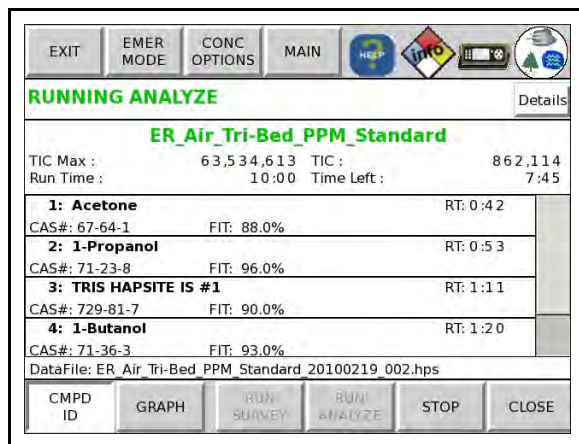 EXIT
EMER
MODE
CONC
OPTIONS
MAIN
HELP
info
RUNNING ANALYZE
Details
ER_Air_Tri-Bed_PPM_Standard
TIC Max : 63,534,613 TIC : 862,114
Run Time : 10:00 Time Left : 7:45
1: Acetone RT: 0:42
CAS#: 67-64-1 FIT: 88.0%
2: 1-Propanol RT: 0:53
CAS#: 71-23-8 FIT: 96.0%
3: TRIS HAPSITE IS #1 RT: 1:11
CAS#: 729-81-7 FIT: 90.0%
4: 1-Butanol RT: 1:20
CAS#: 71-36-3 FIT: 93.0%
DataFile: ER_Air_Tri-Bed_PPM_Standard_20100219_002.hps
CMPD
ID
GRAPH
RUN
SURVEY
RUN
ANALYZE
STOP
CLOSE